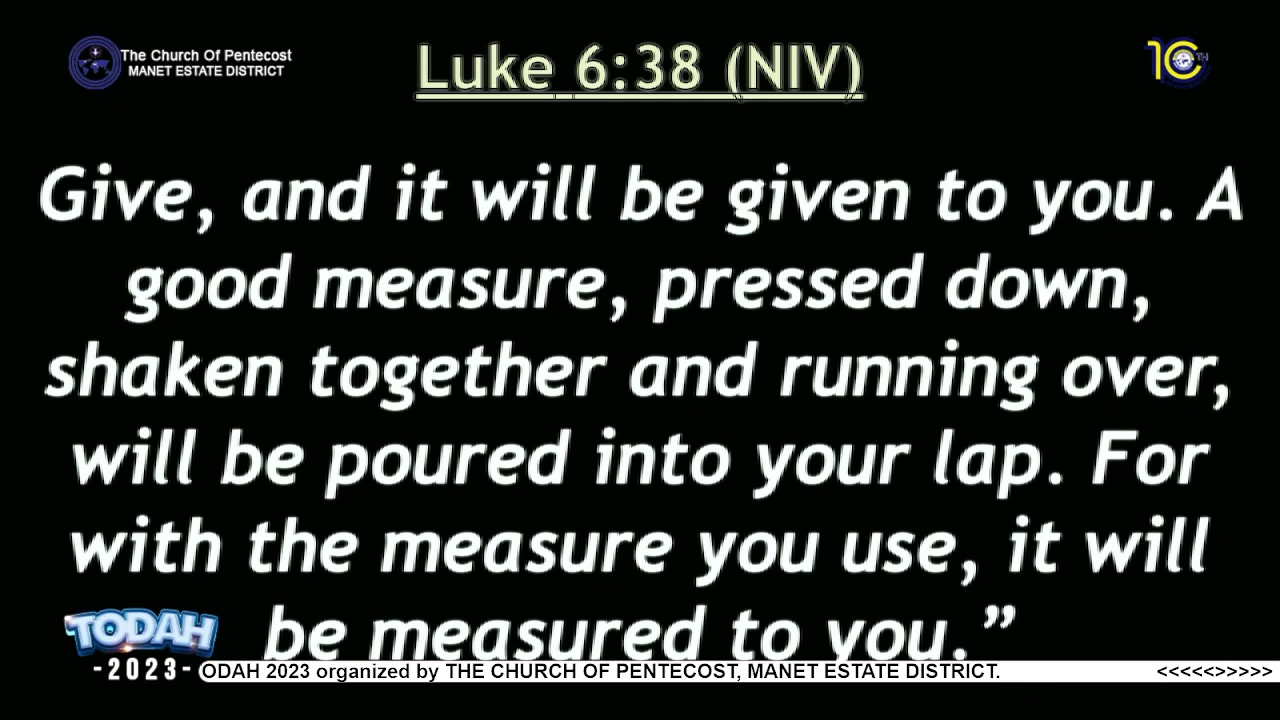 The Church Of Pentecost
MANET ESTATE DISTRICT
Luke 6:38 (NIV)
10TH
Give, and it will be given to you. A
good measure, pressed down,
shaken together and running over,
will be poured into your lap. For
with the measure you use, it will
be measured to you.”
TODAH
-2023-
ODAH 2023 organized by THE CHURCH OF PENTECOST, MANET ESTATE DISTRICT.
<<<<<>>>>>